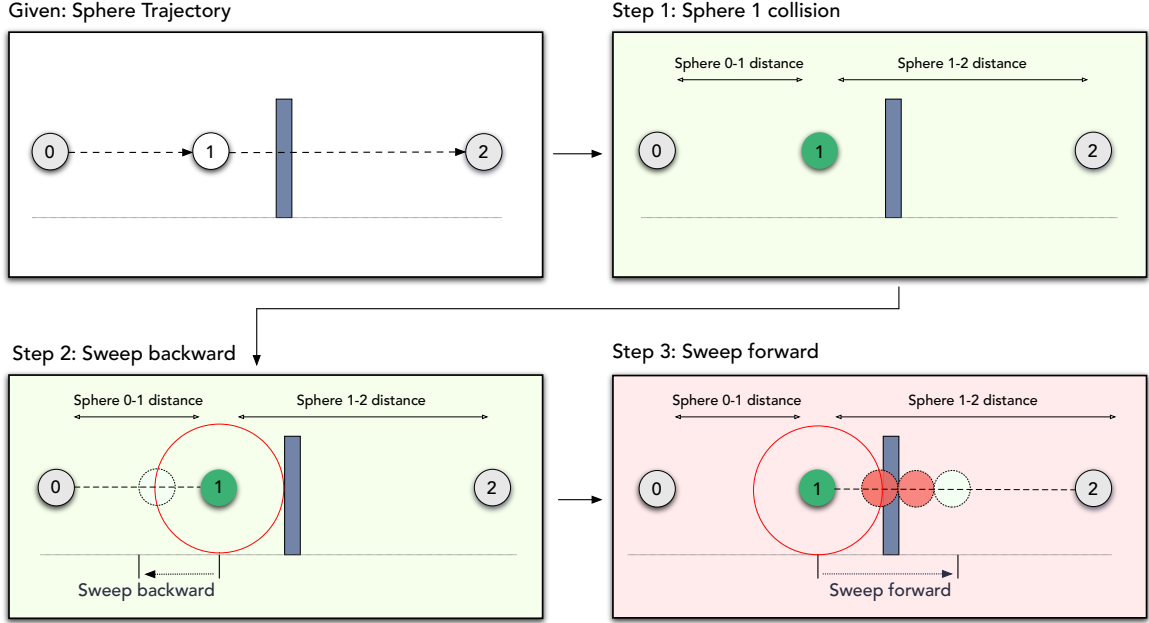 Given: Sphere Trajectory
0
1
2
Step 1: Sphere 1 collision
Sphere 0-1 distance
Sphere 1-2 distance
0
1
2
Step 2: Sweep backward
Sphere 0-1 distance
Sphere 1-2 distance
0
1
2
Sweep backward
Step 3: Sweep forward
Sphere 0-1 distance
Sphere 1-2 distance
0
1
2
Sweep forward